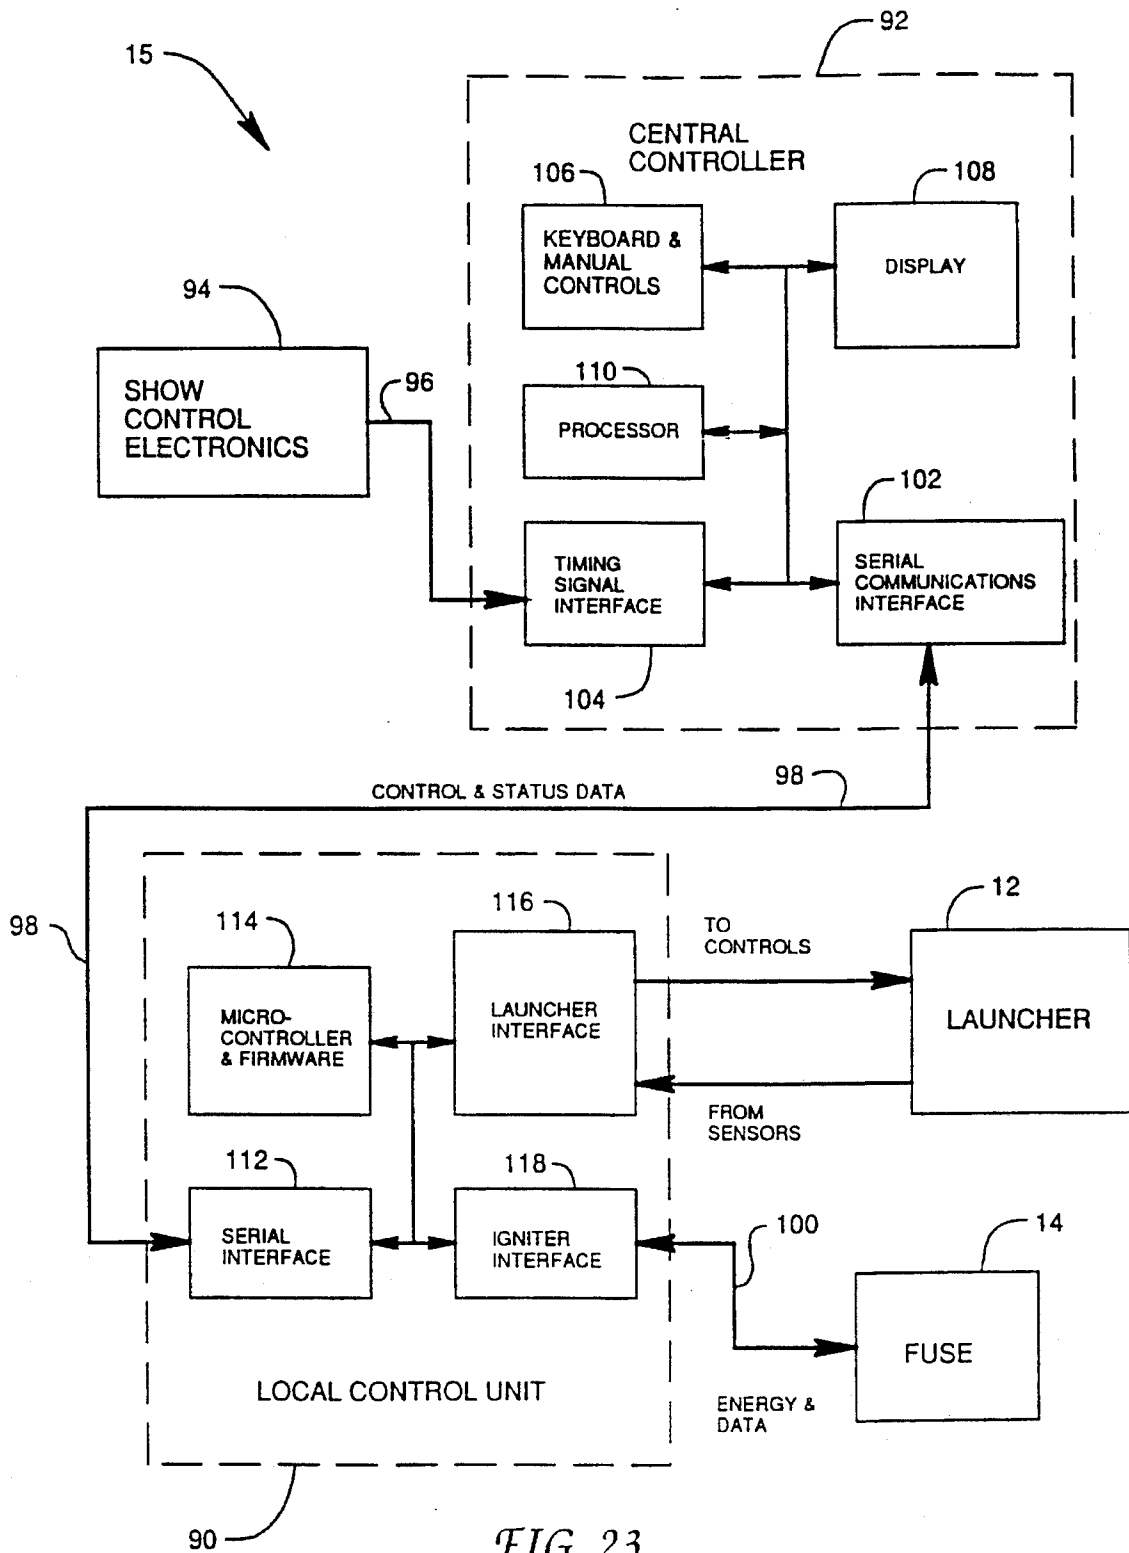 92
15
CENTRAL
CONTROLLER
106
108
KEYBOARD &
MANUAL
CONTROLS
DISPLAY
94
110
96
SHOW
CONTROL
ELECTRONICS
PROCESSOR
102
TIMING
SIGNAL
INTERFACE
SERIAL
COMMUNICATIONS
INTERFACE
104
98
CONTROL & STATUS DATA
12
116
98
114
TO
CONTROLS
MICRO-
CONTROLLER
& FIRMWARE
LAUNCHER
INTERFACE
LAUNCHER
FROM
SENSORS
112
118
100
14
SERIAL
INTERFACE
IGNITER
INTERFACE
FUSE
LOCAL CONTROL UNIT
ENERGY &
DATA
90
FIG. 23